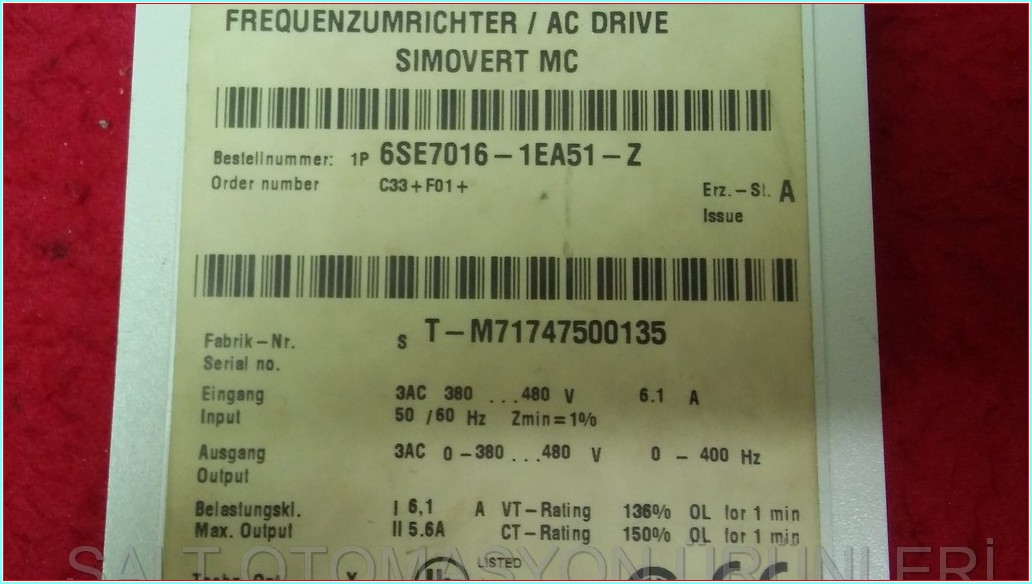 FREQUENZUMRICHTER / AC DRIVE
SIMOVERT MC
Bestellnummer: 1P 6SE7016-1EA51-Z
Order number C33+F01+
Erz.-St. A
Issue
Fabrik-Nr. S T-M71747500135
Serial no.
Eingang 3AC 380 ...480 V 6.1 A
Input 50 /60 Hz Zmin=1%
Ausgang 3AC 0-380...480 V 0 - 400 Hz
Output
Belastungskl. I 6,1 A VT-Rating 136% OL for 1 min
Max. Output II 5.6A CT-Rating 150% OL for 1 min
SALT OTOMASYON ÜRÜNLERİ
LISTED